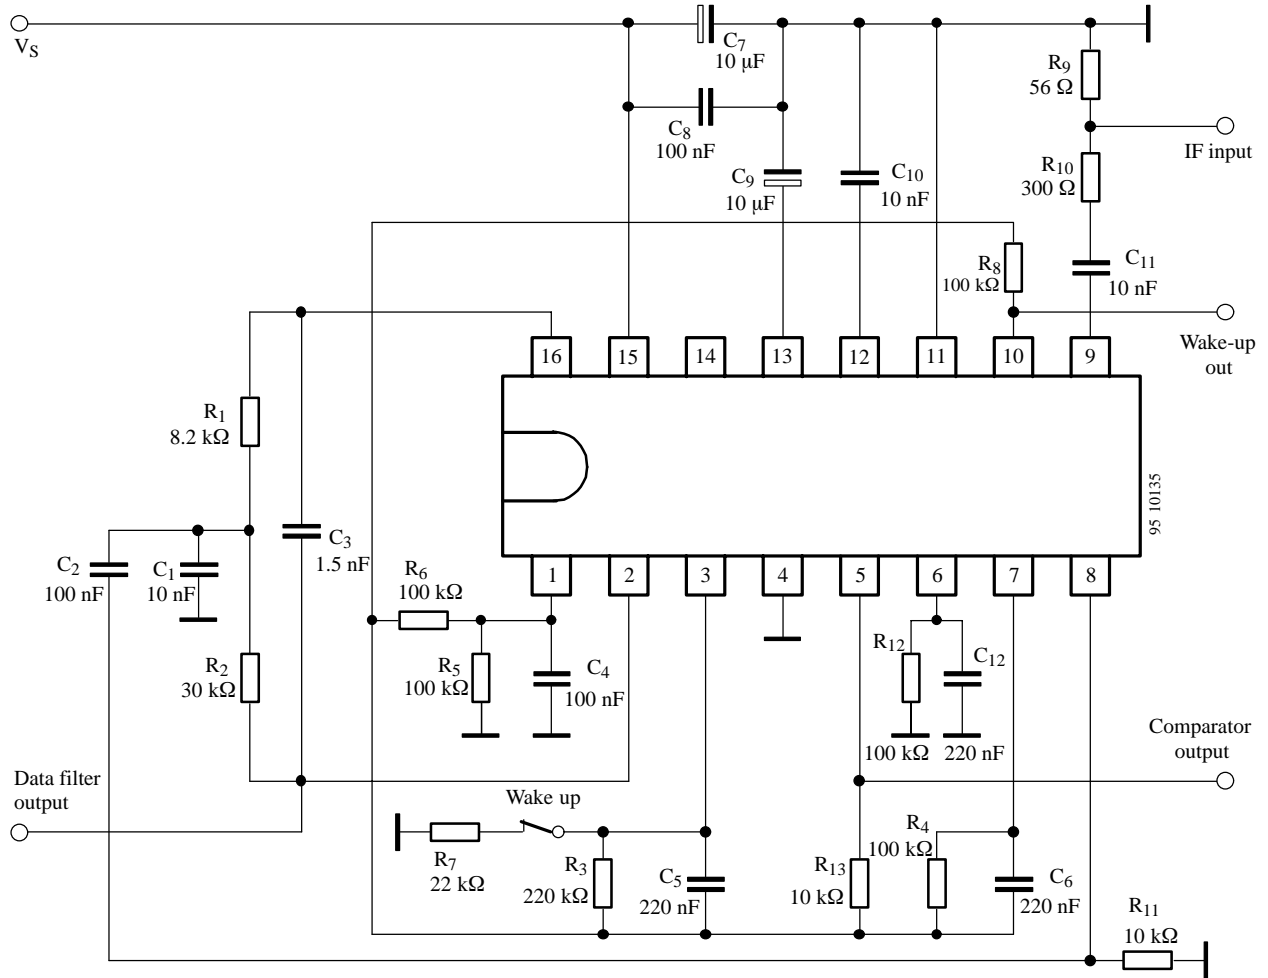 V_S
C_7
10 µF
R_9
56 Ω
C_8
100 nF
IF input
C_9
10 µF
C_10
10 nF
R_10
300 Ω
R_8
100 kΩ
C_11
10 nF
Wake-up
out
16 15 14 13 12 11 10 9
R_1
8.2 kΩ
95 10135
C_2
100 nF
C_1
10 nF
C_3
1.5 nF
1 2 3 4 5 6 7 8
R_6
100 kΩ
R_2
30 kΩ
R_5
100 kΩ
C_4
100 nF
R_12
100 kΩ
C_12
220 nF
Comparator
output
Data filter
output
Wake up
R_7
22 kΩ
R_3
220 kΩ
C_5
220 nF
R_13
10 kΩ
R_4
100 kΩ
C_6
220 nF
R_11
10 kΩ